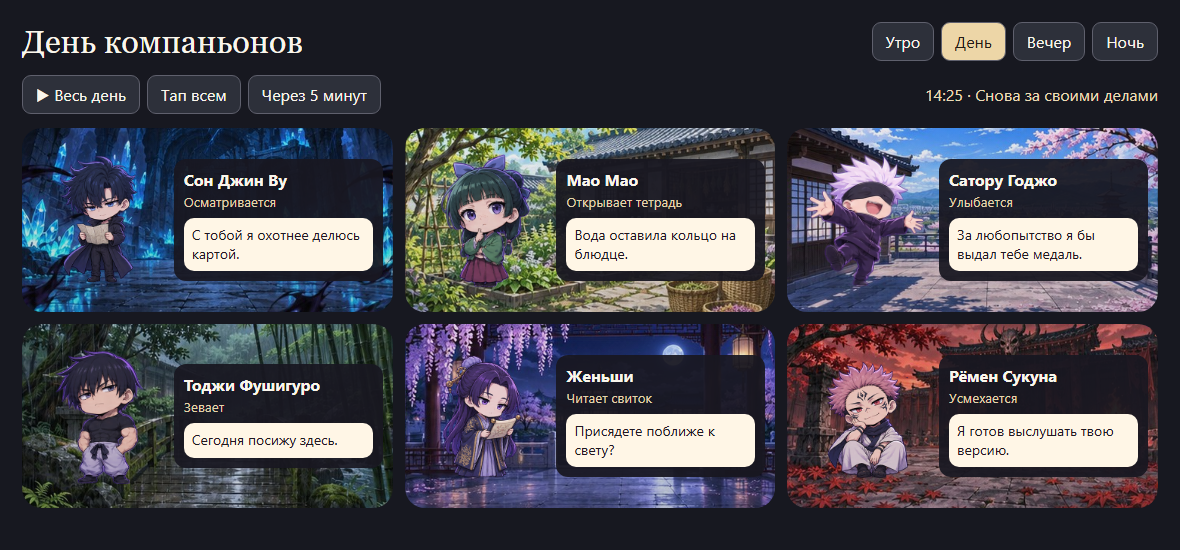 День компаньонов
Утро
День
Вечер
Ночь
▶ Весь день
Тап всем
Через 5 минут
14:25 · Снова за своими делами
Сон Джин Ву
Осматривается
С тобой я охотнее делюсь
картой.
Мао Мао
Открывает тетрадь
Вода оставила кольцо на
блюдце.
Сатору Годжо
Улыбается
За любопытство я бы
выдал тебе медаль.
Тоджи Фушигуро
Зевает
Сегодня посижу здесь.
Женьши
Читает свиток
Присядете поближе к
свету?
Рёмен Сукуна
Усмехается
Я готов выслушать твою
версию.